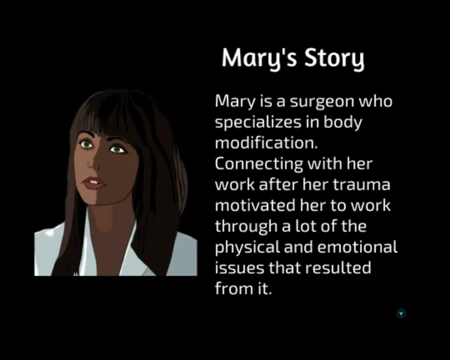 Mary's Story
Mary is a surgeon who
specializes in body
modification.
Connecting with her
work after her trauma
motivated her to work
through a lot of the
physical and emotional
issues that resulted
from it.